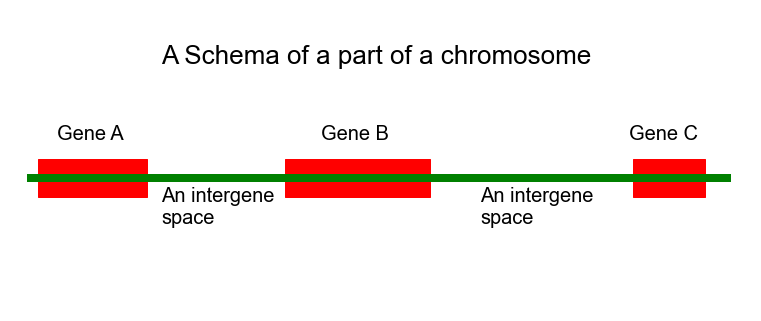 A Schema of a part of a chromosome
Gene A
Gene B
Gene C
An intergene
space
An intergene
space